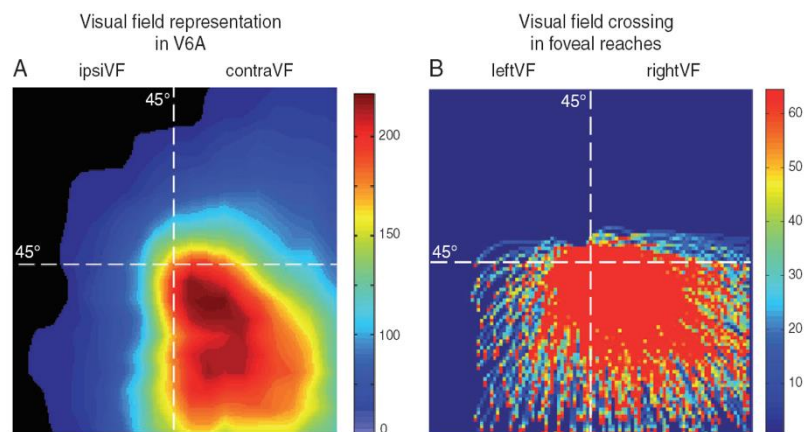 Visual field representation
in V6A
A
ipsiVF
contraVF
45°
45°
200
150
100
50
0
Visual field crossing
in foveal reaches
B
leftVF
rightVF
45°
45°
60
50
40
30
20
10